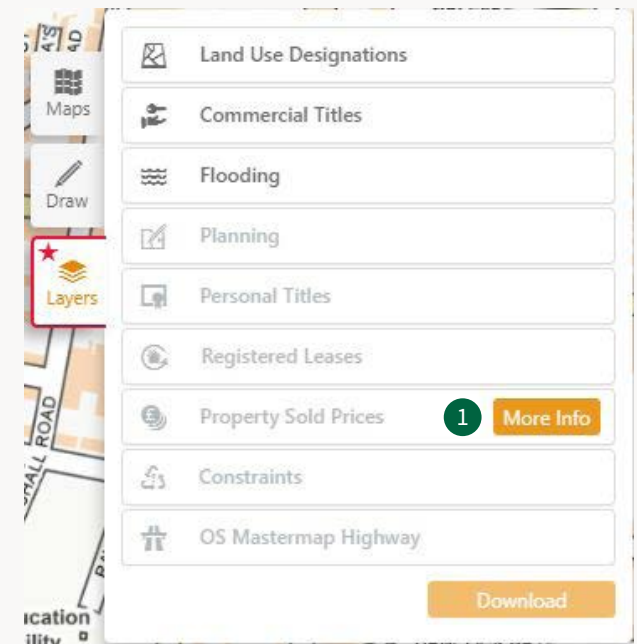 Land Use Designations
Maps
Commercial Titles
Flooding
Draw
Planning
Layers
Personal Titles
Registered Leases
Property Sold Prices
1
More Info
ROAD
Constraints
OS Mastermap Highway
Download